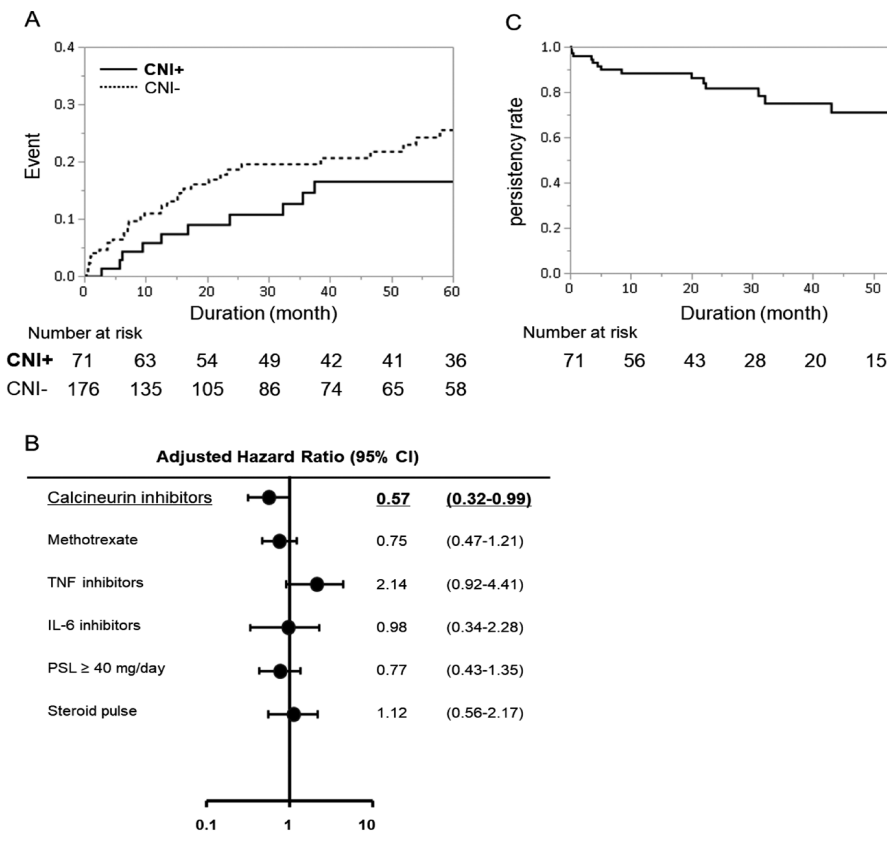 A
0.4
0.3
0.2
0.1
0.0
Event
CNI+
CNI-
0 10 20 30 40 50 60
Duration (month)
Number at risk
CNI+ 71 63 54 49 42 41 36
CNI- 176 135 105 86 74 65 58
C
1.0
0.8
0.6
0.4
0.2
0.0
persistency rate
0 10 20 30 40 50
Duration (month)
Number at risk
71 56 43 28 20 15
B
Adjusted Hazard Ratio (95% CI)
Calcineurin inhibitors 0.57 (0.32-0.99)
Methotrexate 0.75 (0.47-1.21)
TNF inhibitors 2.14 (0.92-4.41)
IL-6 inhibitors 0.98 (0.34-2.28)
PSL ≥ 40 mg/day 0.77 (0.43-1.35)
Steroid pulse 1.12 (0.56-2.17)
0.1 1 10